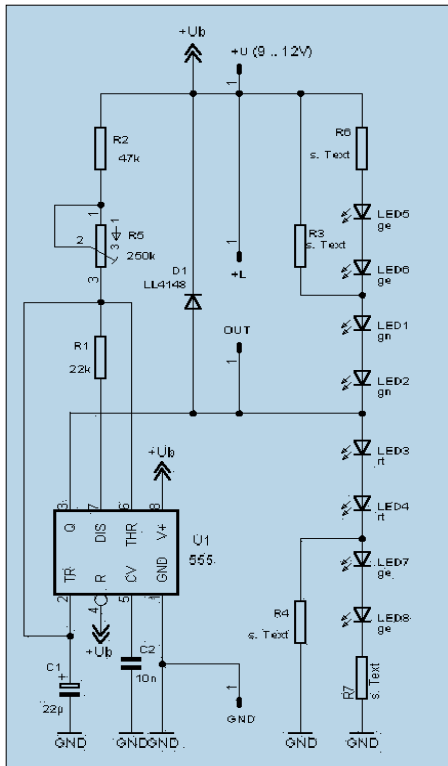 +Ub
+U (9 .. 12V)
1
R2
47k
R6
s. Text
1
2
3
1
3
R5
250k
LED5
ge
R3
s. Text
LED6
ge
1
+L
D1
LL4148
LED1
gn
OUT
1
R1
22k
LED2
gn
+Ub
LED3
rt
LED4
rt
3
7
6
8
Q
DIS
THR
V+
TR
R
CV
GND
U1
555
2
4
5
1
LED7
ge
R4
s. Text
LED8
ge
+Ub
C2
10n
C1
+
22µ
1
GND
R7
s. Text
GND
GND
GND
GND
GND